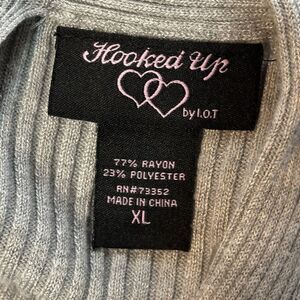 Hooked Up
by I.O.T
77% RAYON
23% POLYESTER
RN#73352
MADE IN CHINA
XL